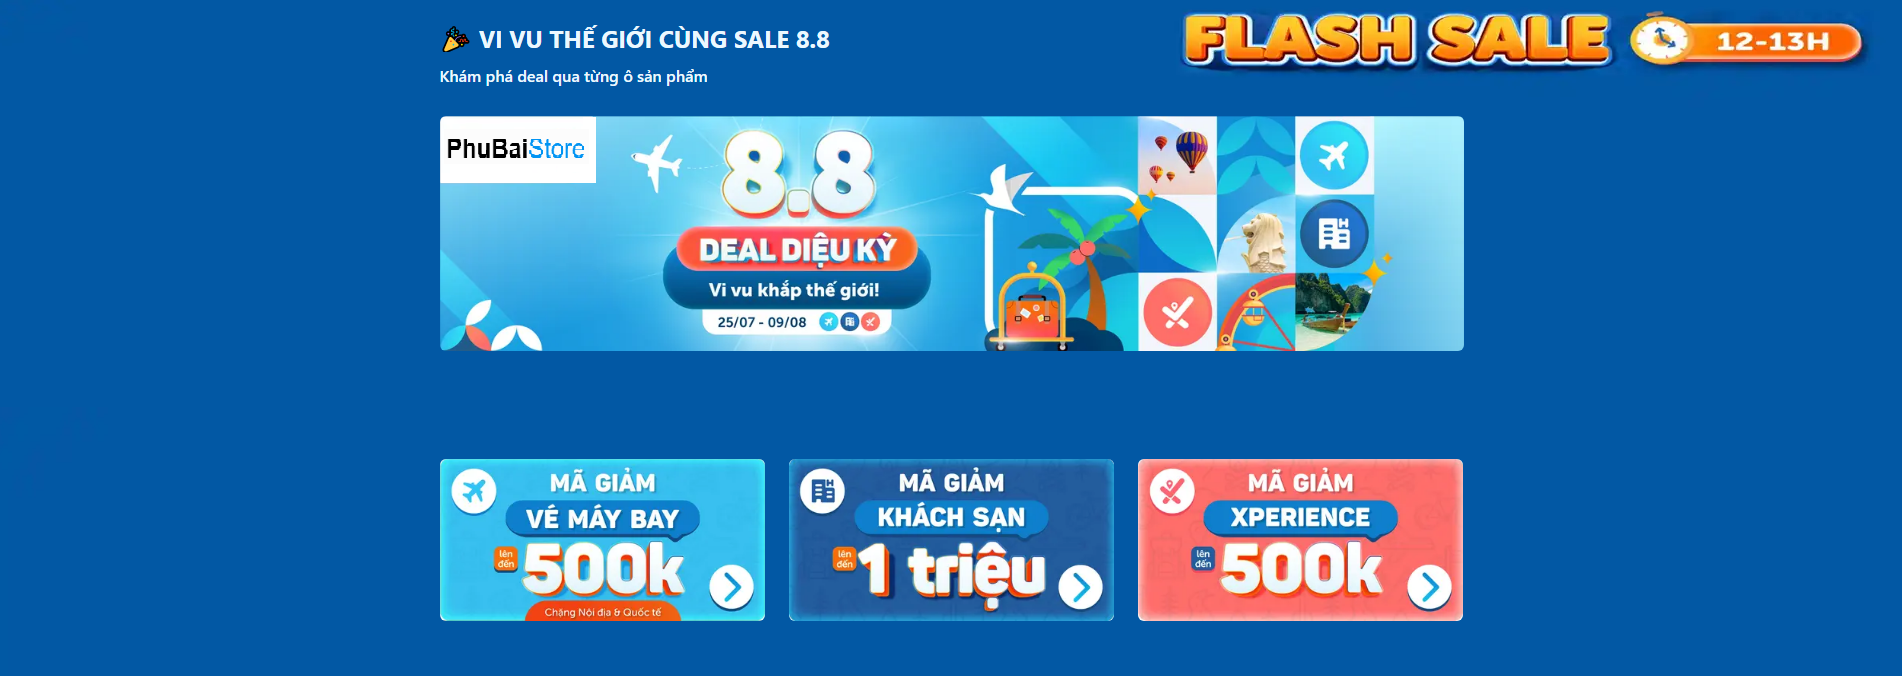 VI VU THẾ GIỚI CÙNG SALE 8.8
Khám phá deal qua từng ô sản phẩm
FLASH SALE
12-13H
PhuBaiStore
8.8
DEAL DIỆU KỲ
Vi vu khắp thế giới!
25/07 - 09/08
H
MÃ GIẢM
VÉ MÁY BAY
lên đến
500k
Chặng Nội địa & Quốc tế
H
MÃ GIẢM
KHÁCH SẠN
lên đến
1 triệu
MÃ GIẢM
XPERIENCE
lên đến
500k